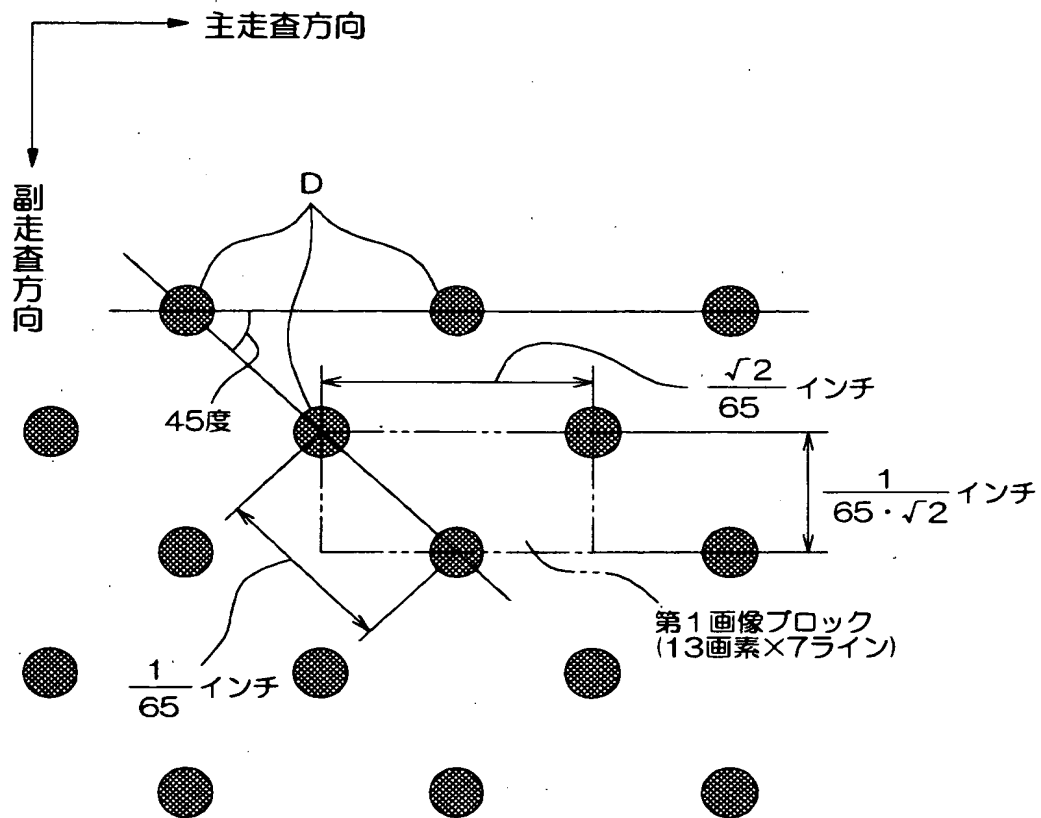 主走査方向
副走査方向
D
45度
√2/65 インチ
1/65・√2 インチ
1/65 インチ
第1画像ブロック
(13画素×7ライン)